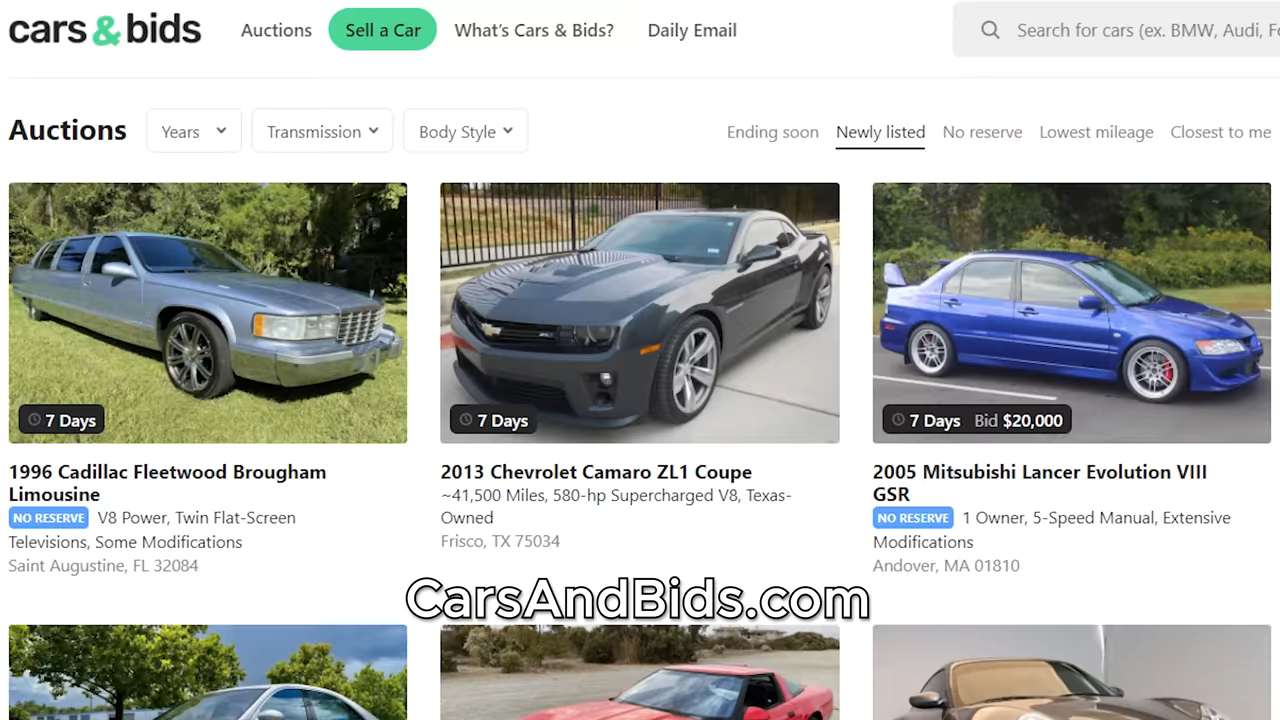 cars & bids
Auctions
Sell a Car
What's Cars & Bids?
Daily Email
Search for cars (ex. BMW, Audi, Fo
Auctions
Years
Transmission
Body Style
Ending soon
Newly listed
No reserve
Lowest mileage
Closest to me
7 Days
7 Days
7 Days Bid $20,000
1996 Cadillac Fleetwood Brougham
Limousine
NO RESERVE V8 Power, Twin Flat-Screen
Televisions, Some Modifications
Saint Augustine, FL 32084
2013 Chevrolet Camaro ZL1 Coupe
~41,500 Miles, 580-hp Supercharged V8, Texas-
Owned
Frisco, TX 75034
2005 Mitsubishi Lancer Evolution VIII
GSR
NO RESERVE 1 Owner, 5-Speed Manual, Extensive
Modifications
Andover, MA 01810
CarsAndBids.com